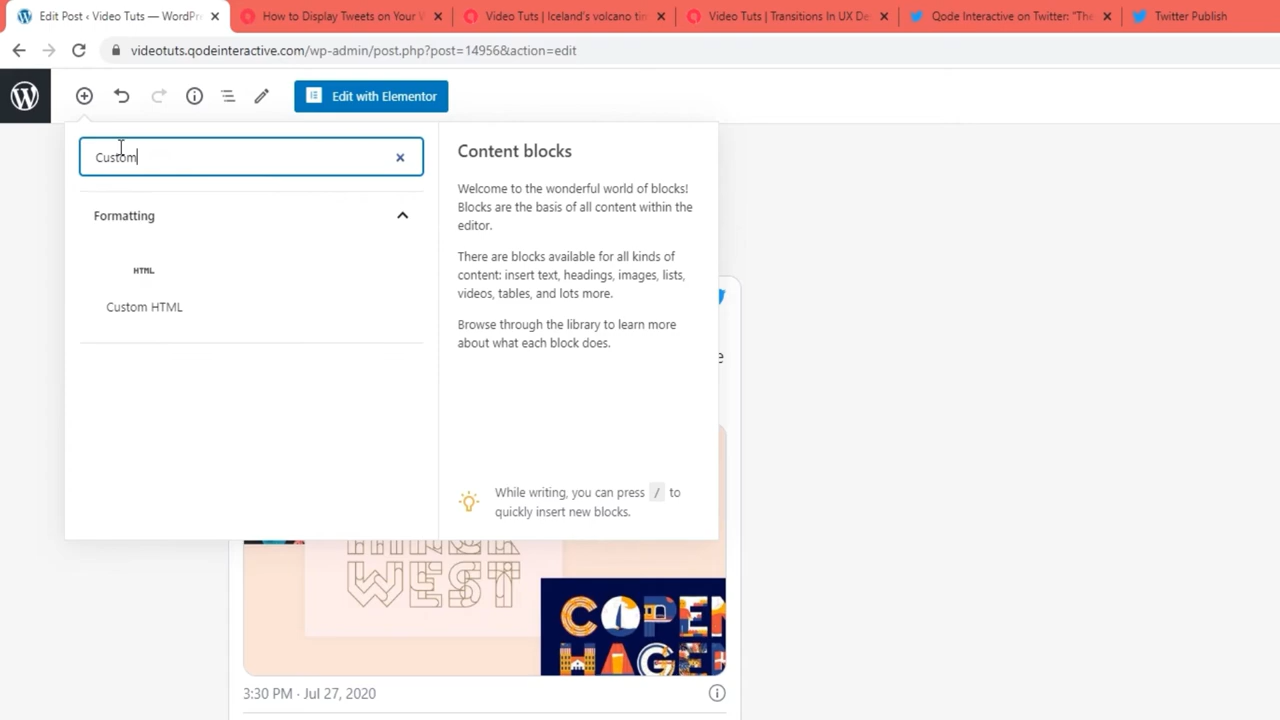 Edit Post ‹ Video Tuts — WordPre
How to Display Tweets on Your W
Video Tuts | Iceland's volcano tin
Video Tuts | Transitions In UX De
Qode Interactive on Twitter: "The
Twitter Publish
videotuts.qodeinteractive.com/wp-admin/post.php?post=14956&action=edit
Edit with Elementor
Custom
Formatting
HTML
Custom HTML
Content blocks
Welcome to the wonderful world of blocks!
Blocks are the basis of all content within the
editor.
There are blocks available for all kinds of
content: insert text, headings, images, lists,
videos, tables, and lots more.
Browse through the library to learn more
about what each block does.
While writing, you can press / to
quickly insert new blocks.
e
WEST
COPEN
HAGE
3:30 PM · Jul 27, 2020